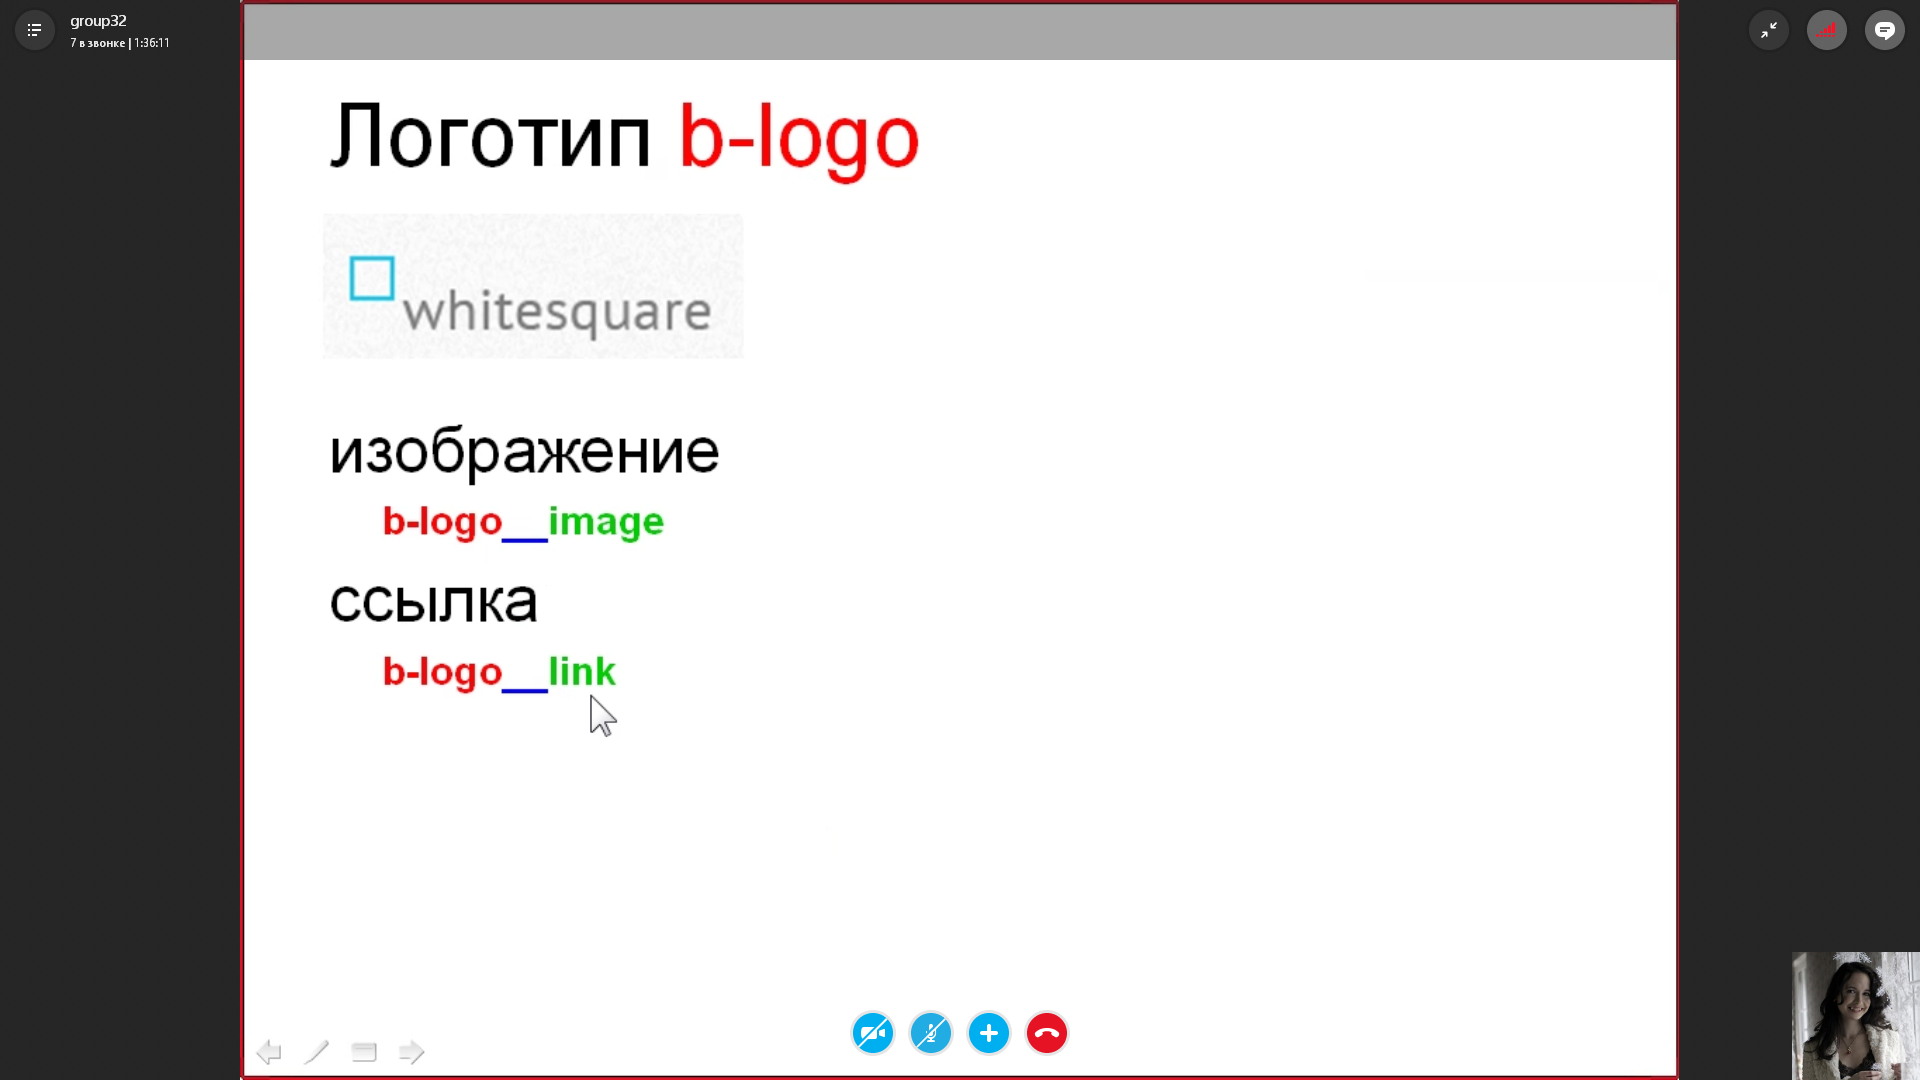 group32
7 в звонке | 1:36:11
Логотип b-logo
whitesquare
изображение
b-logo__image
ссылка
b-logo__link